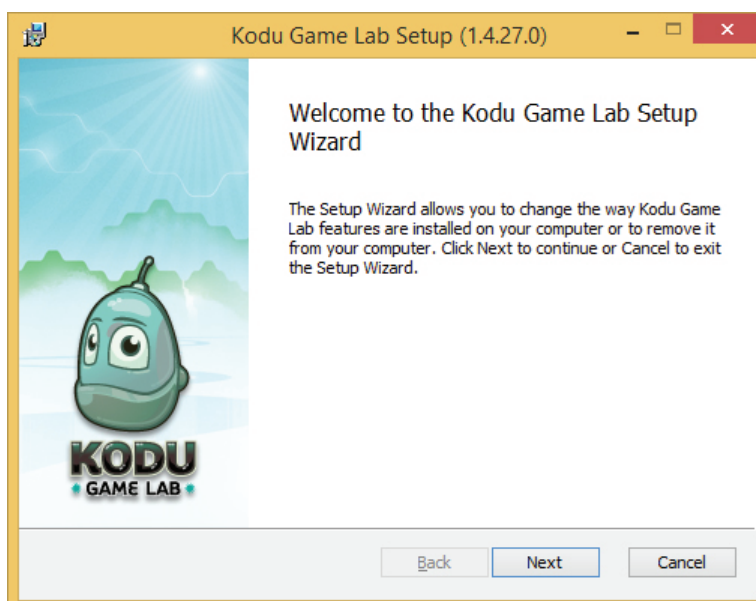 Kodu Game Lab Setup (1.4.27.0)
Welcome to the Kodu Game Lab Setup
Wizard
The Setup Wizard allows you to change the way Kodu Game
Lab features are installed on your computer or to remove it
from your computer. Click Next to continue or Cancel to exit
the Setup Wizard.
KODU
GAME LAB
Back Next Cancel